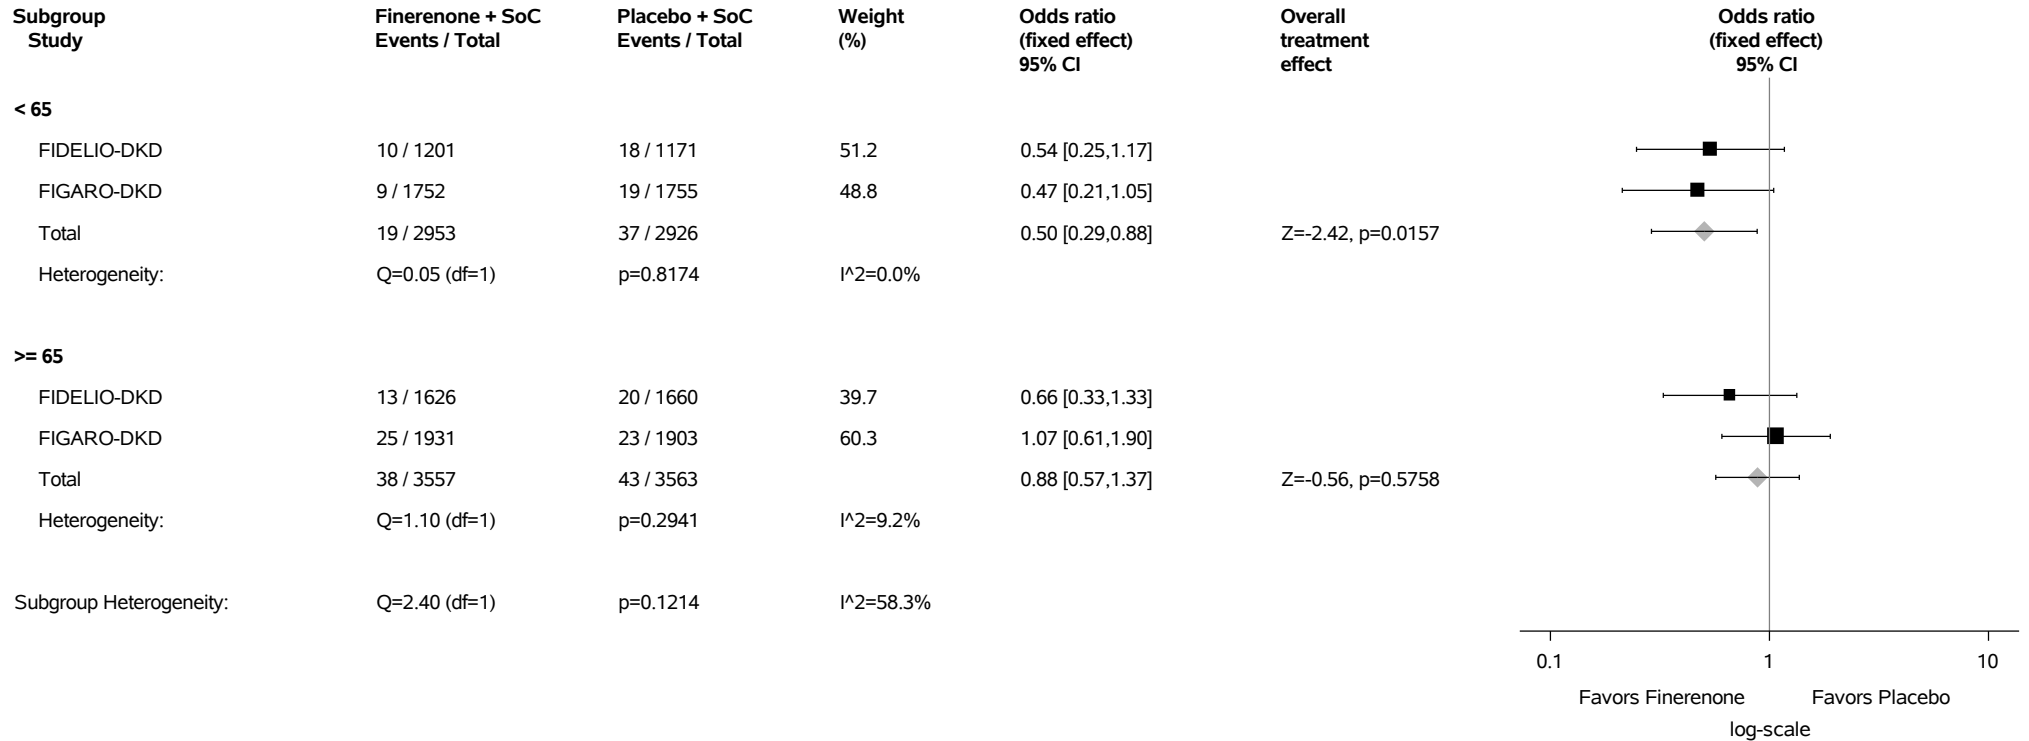 Subgroup Finerenone + SoC Placebo + SoC Weight Odds ratio Overall Odds ratio
Study Events / Total Events / Total (%) (fixed effect) treatment (fixed effect)
95% CI effect 95% CI
< 65
FIDELIO-DKD 10 / 1201 18 / 1171 51.2 0.54 [0.25,1.17]
FIGARO-DKD 9 / 1752 19 / 1755 48.8 0.47 [0.21,1.05]
Total 19 / 2953 37 / 2926 0.50 [0.29,0.88] Z=-2.42, p=0.0157
Heterogeneity: Q=0.05 (df=1) p=0.8174 I^2=0.0%
>= 65
FIDELIO-DKD 13 / 1626 20 / 1660 39.7 0.66 [0.33,1.33]
FIGARO-DKD 25 / 1931 23 / 1903 60.3 1.07 [0.61,1.90]
Total 38 / 3557 43 / 3563 0.88 [0.57,1.37] Z=-0.56, p=0.5758
Heterogeneity: Q=1.10 (df=1) p=0.2941 I^2=9.2%
Subgroup Heterogeneity: Q=2.40 (df=1) p=0.1214 I^2=58.3%
0.1 1 10
Favors Finerenone Favors Placebo
log-scale